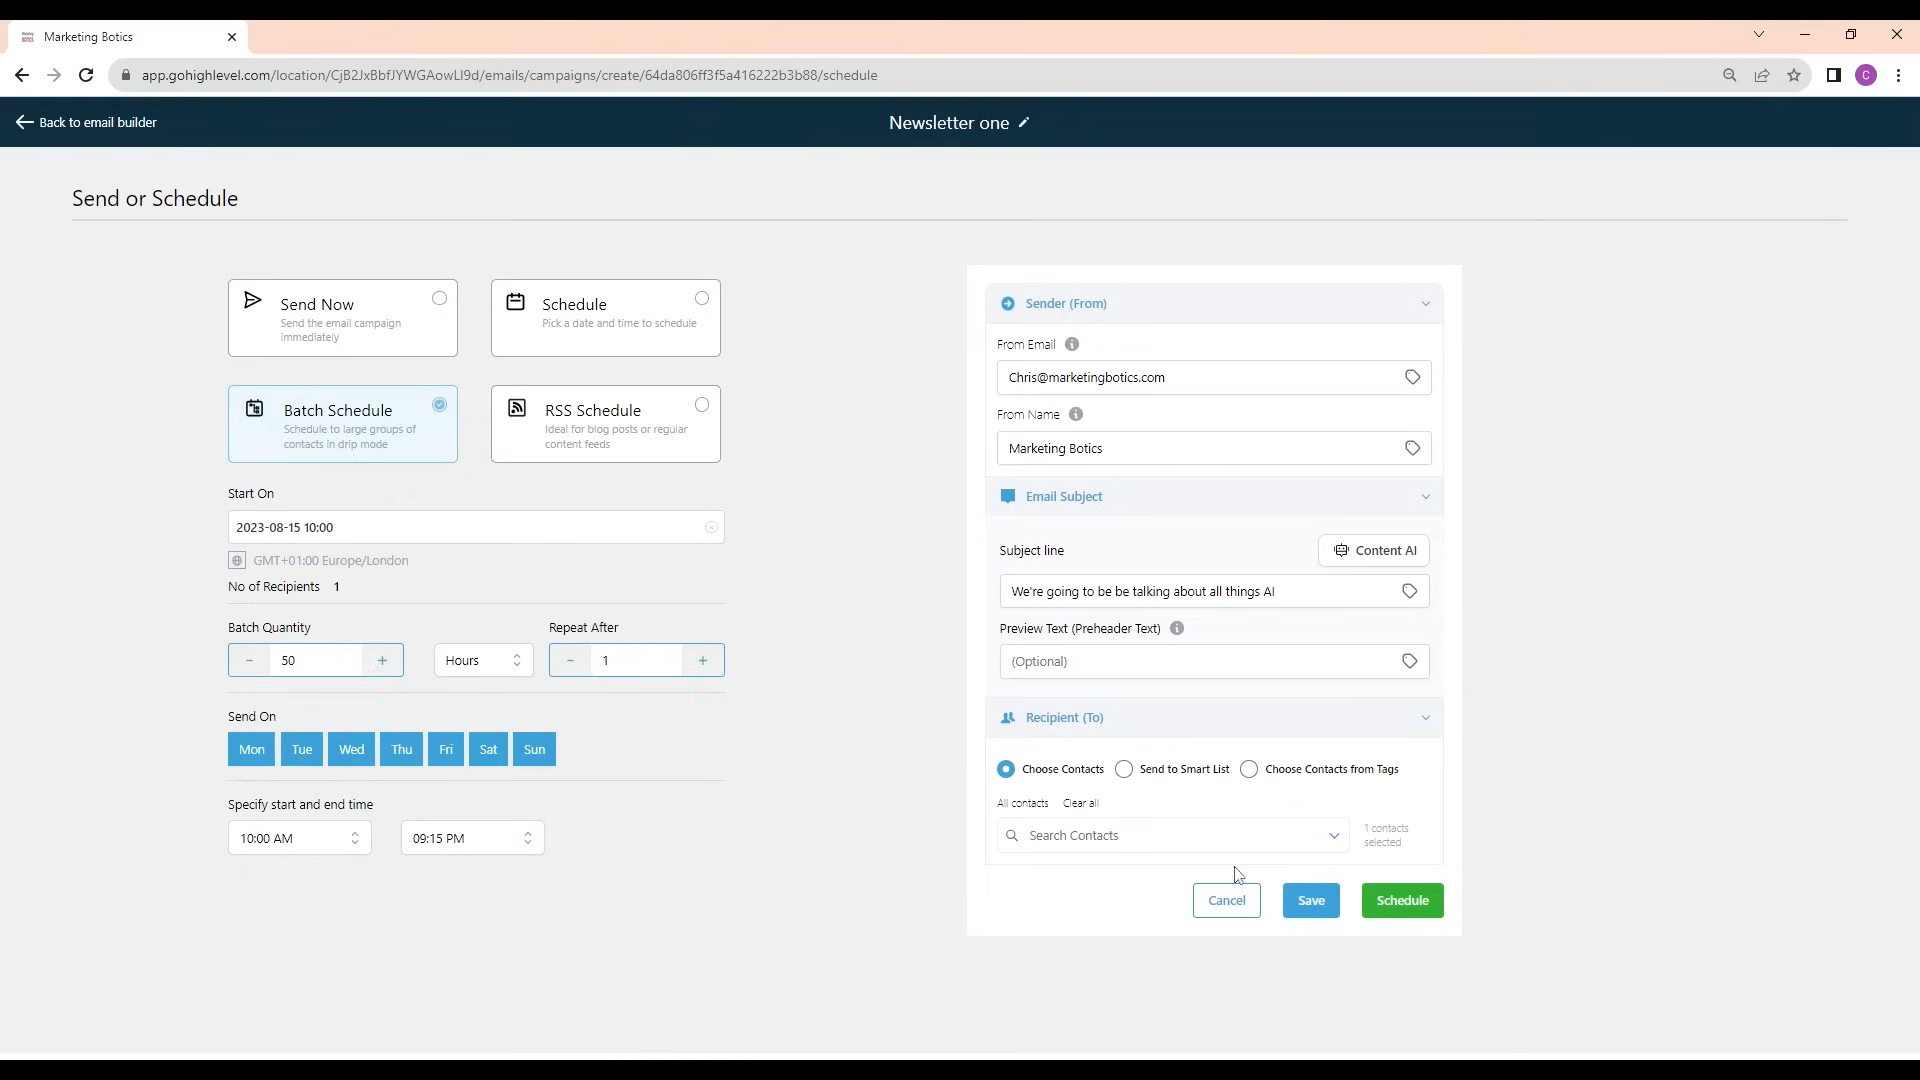 Marketing Botics
app.gohighlevel.com/location/CjB2JxBbfJYWGAowLI9d/emails/campaigns/create/64da806ff3f5a416222b3b88/schedule
C
Back to email builder
Newsletter one
Send or Schedule
Send Now
Send the email campaign
immediately
Schedule
Pick a date and time to schedule
Batch Schedule
Schedule to large groups of
contacts in drip mode
RSS Schedule
Ideal for blog posts or regular
content feeds
Start On
2023-08-15 10:00
GMT+01:00 Europe/London
No of Recipients 1
Batch Quantity
Repeat After
− 50 +
Hours
− 1 +
Send On
Mon Tue Wed Thu Fri Sat Sun
Specify start and end time
10:00 AM
09:15 PM
Sender (From)
From Email
Chris@marketingbotics.com
From Name
Marketing Botics
Email Subject
Subject line
Content AI
We're going to be be talking about all things AI
Preview Text (Preheader Text)
(Optional)
Recipient (To)
Choose Contacts Send to Smart List Choose Contacts from Tags
All contacts Clear all
Search Contacts
1 contacts
selected
Cancel Save Schedule